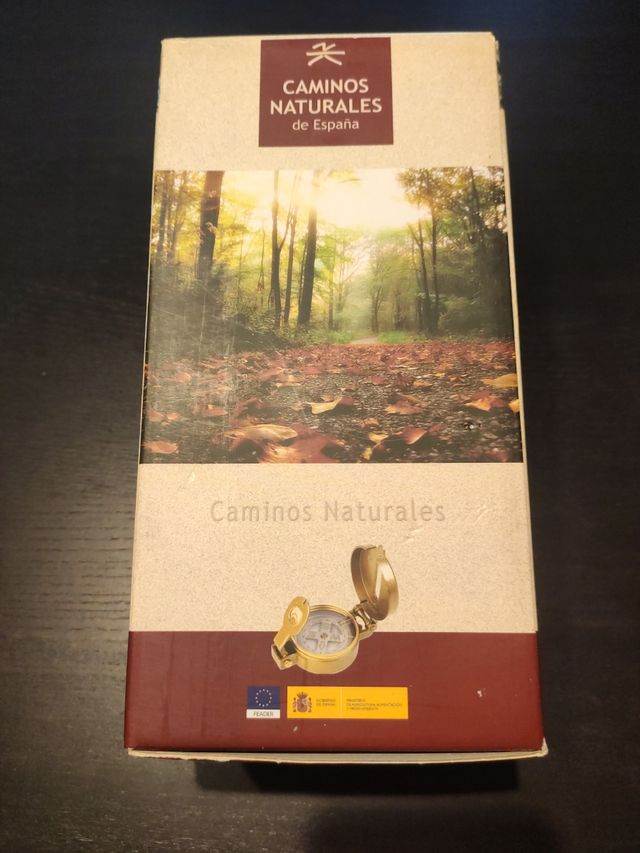 CAMINOS
NATURALES
de España
Caminos Naturales
FEADER
GOBIERNO
DE ESPAÑA
MINISTERIO
DE AGRICULTURA, ALIMENTACIÓN
Y MEDIO AMBIENTE